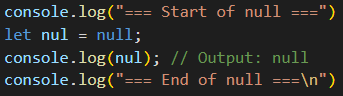 console.log("=== Start of null ===")
let nul = null;
console.log(nul); // Output: null
console.log("=== End of null ===\n")